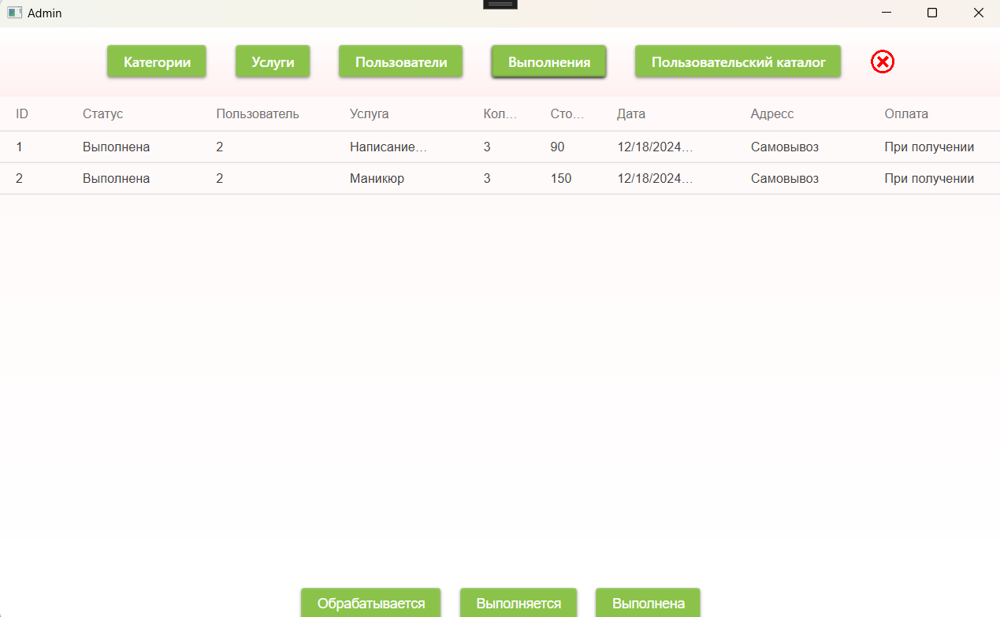 Admin
Категории Услуги Пользователи Выполнения Пользовательский каталог
ID Статус Пользователь Услуга Кол... Сто... Дата Адресс Оплата
1 Выполнена 2 Написание... 3 90 12/18/2024... Самовывоз При получении
2 Выполнена 2 Маникюр 3 150 12/18/2024... Самовывоз При получении
Обрабатывается Выполняется Выполнена